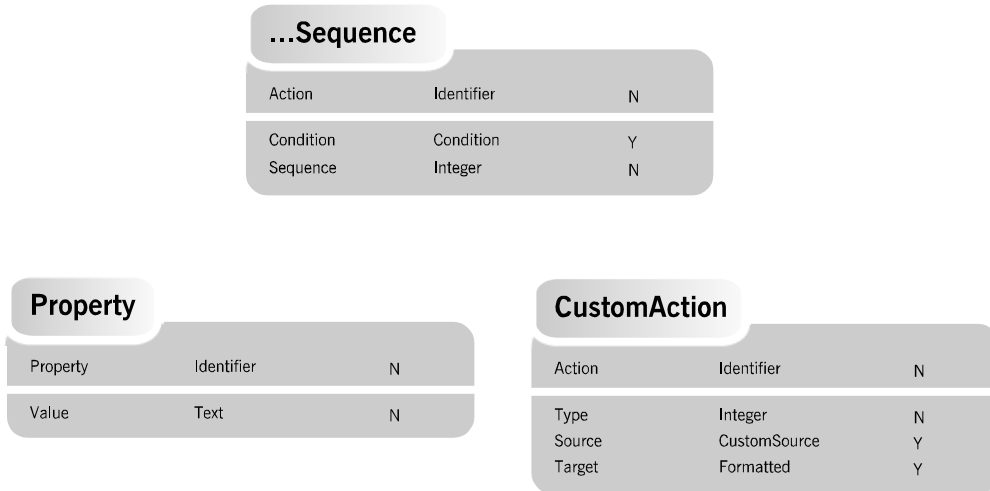 ...Sequence
Action Identifier N
Condition Condition Y
Sequence Integer N
Property
Property Identifier N
Value Text N
CustomAction
Action Identifier N
Type Integer N
Source CustomSource Y
Target Formatted Y